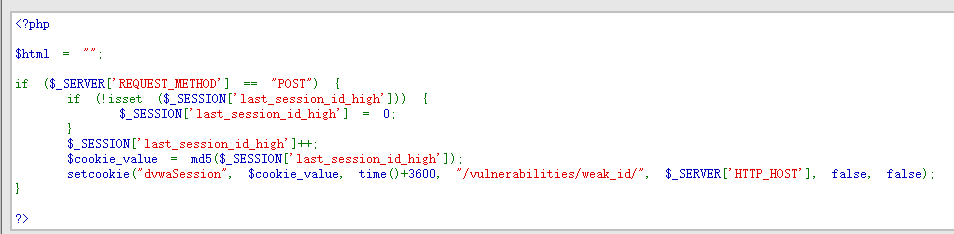 <?php
$html = "";
if ($_SERVER['REQUEST_METHOD'] == "POST") {
if (!isset ($_SESSION['last_session_id_high'])) {
$_SESSION['last_session_id_high'] = 0;
}
$_SESSION['last_session_id_high']++;
$cookie_value = md5($_SESSION['last_session_id_high']);
setcookie("dvwaSession", $cookie_value, time()+3600, "/vulnerabilities/weak_id/", $_SERVER['HTTP_HOST'], false, false);
}
?>